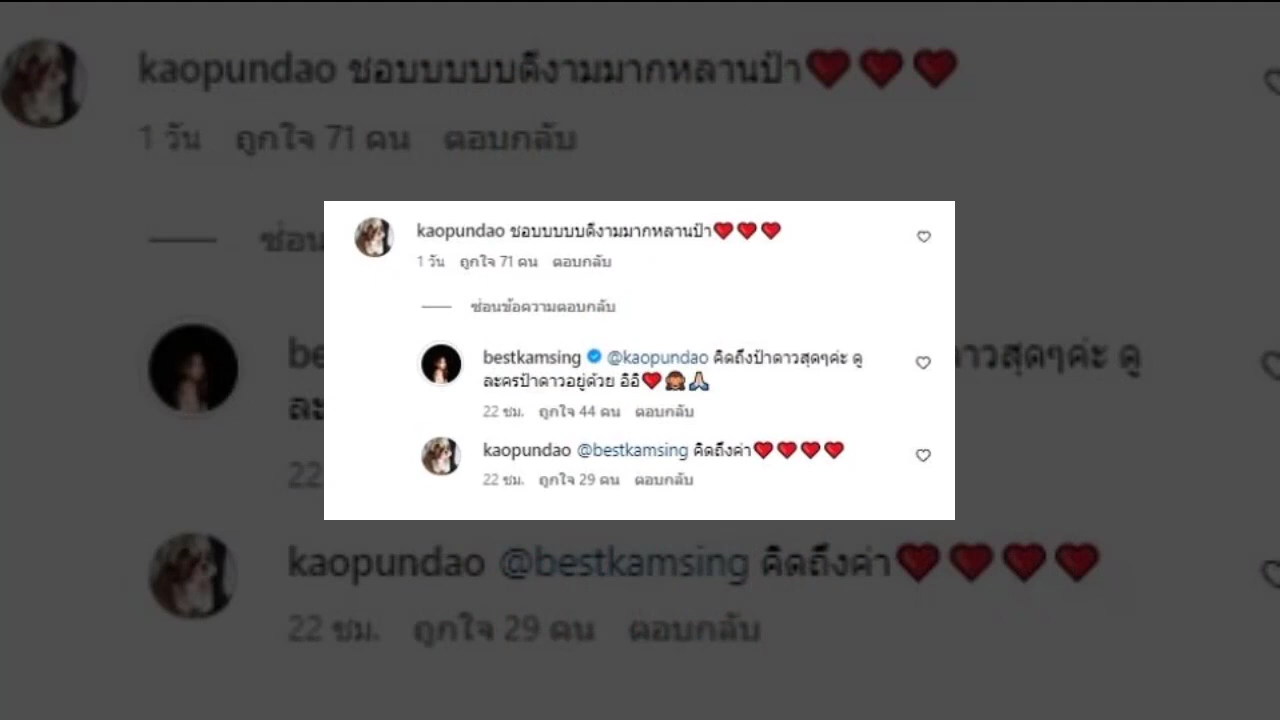 kaopundao ชอบบบบบดีงามมากหลานป้า❤️❤️❤️
1 วัน ถูกใจ 71 คน ตอบกลับ
ซ่อนข้อความตอบกลับ
bestkamsing @kaopundao คิดถึงป้าดาวสุดๆค่ะ ดู
ละครป้าดาวอยู่ด้วย อิอิ❤️🙈🙏🏻
22 ชม. ถูกใจ 44 คน ตอบกลับ
kaopundao @bestkamsing คิดถึงค่า❤️❤️❤️❤️
22 ชม. ถูกใจ 29 คน ตอบกลับ